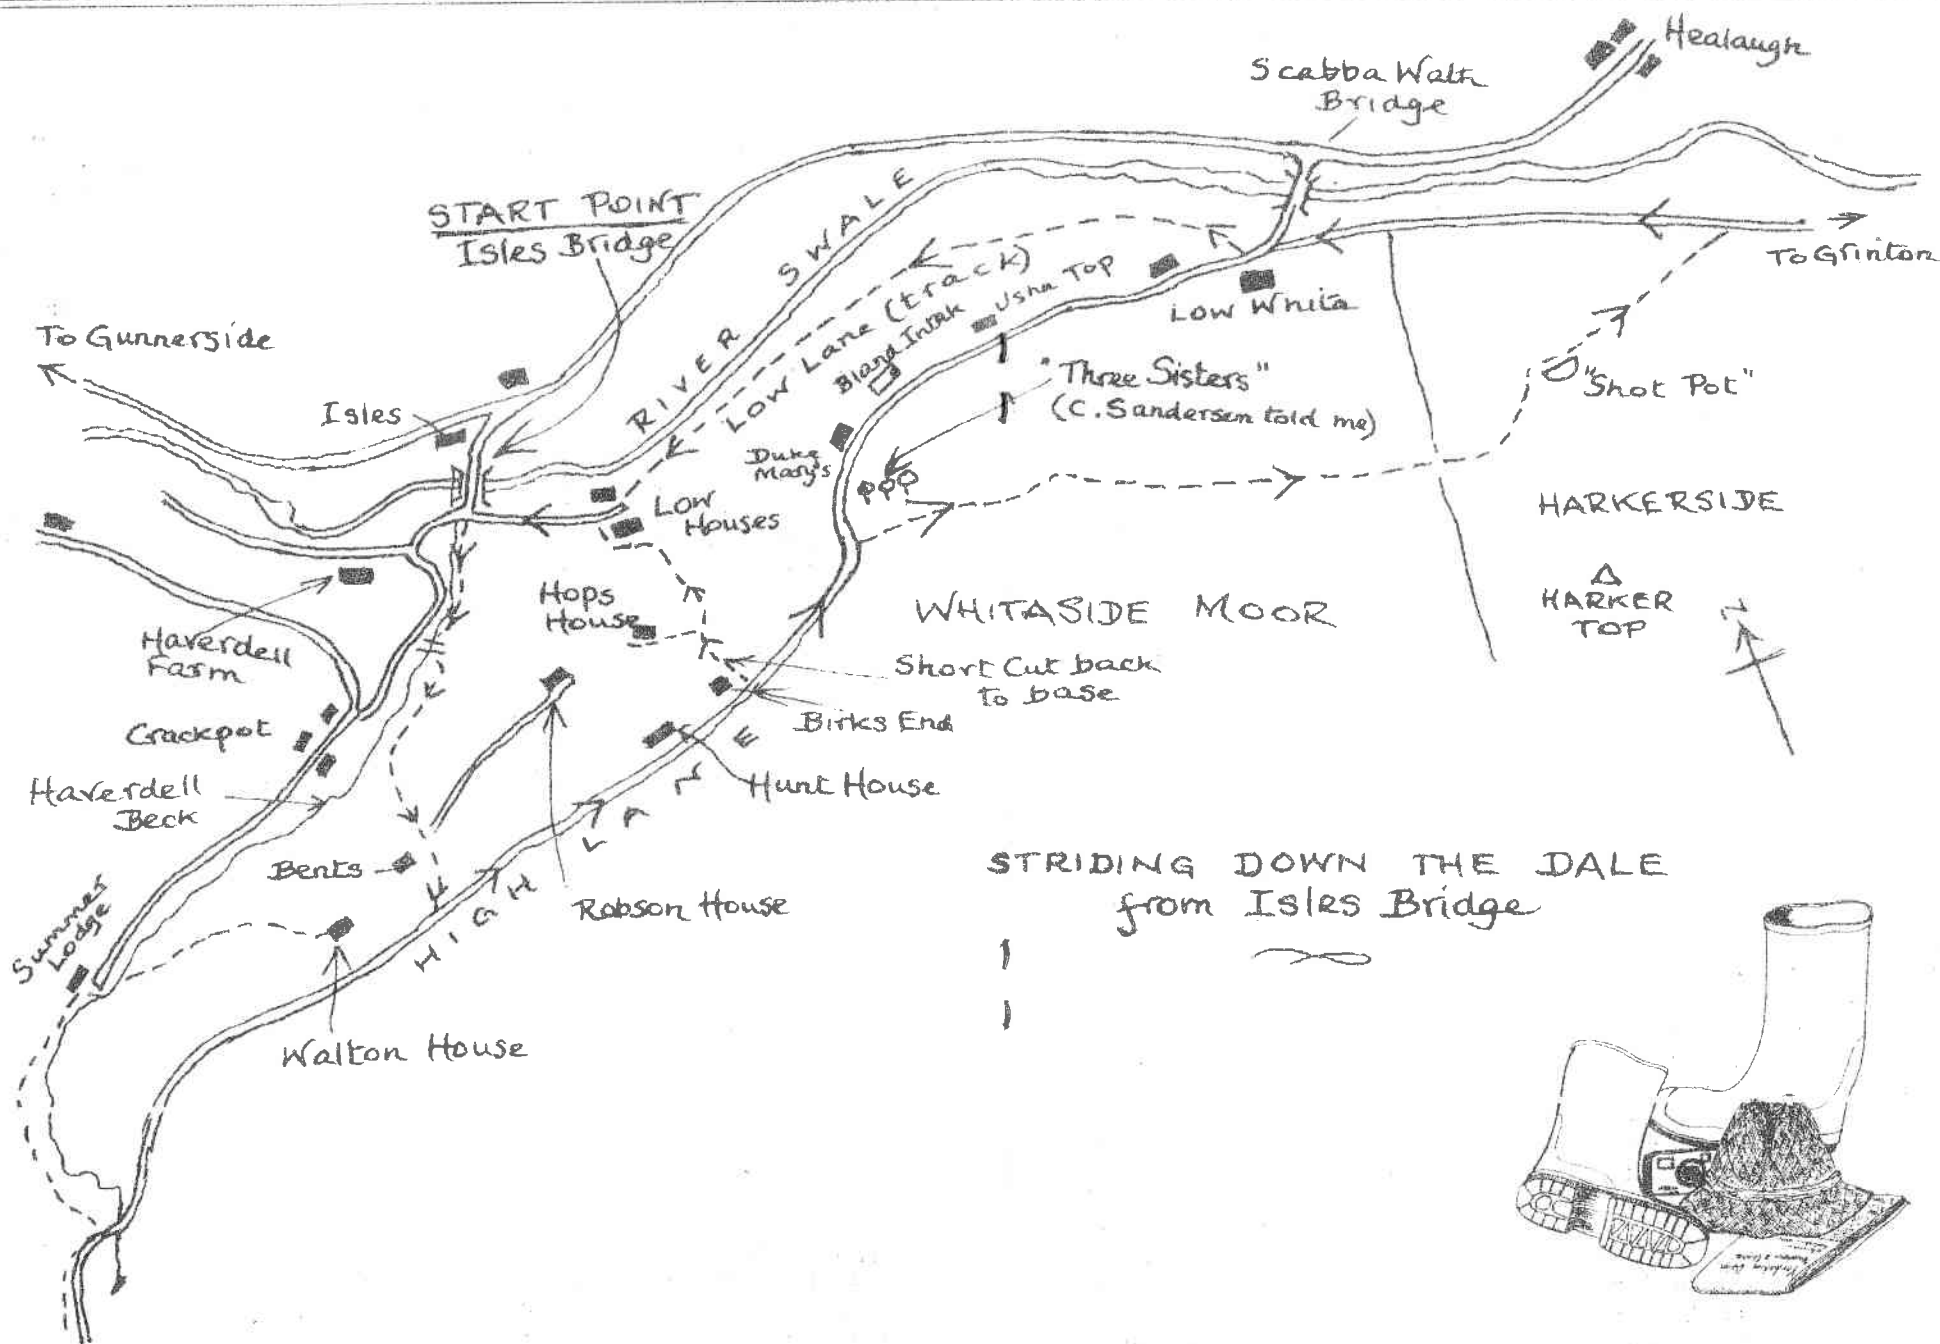 Healaugh
Scabba Wath
Bridge
START POINT
Isles Bridge
RIVER SWALE
To Grinton
LOW LANE (track)
Usha Top
Bland Intak
Low Whita
To Gunnerside
Isles
"Three Sisters"
(C. Sanderson told me)
"Shot Pot"
Duke
Mary's
Low
Houses
HARKERSIDE
HARKER
TOP
N
Hops
House
WHITASIDE MOOR
Haverdell
Farm
Short Cut back
to base
Birks End
Crackpot
Hunt House
Haverdell
Beck
HIGH LANE
Bents
Robson House
STRIDING DOWN THE DALE
from Isles Bridge
Summer
Lodge
Walton House